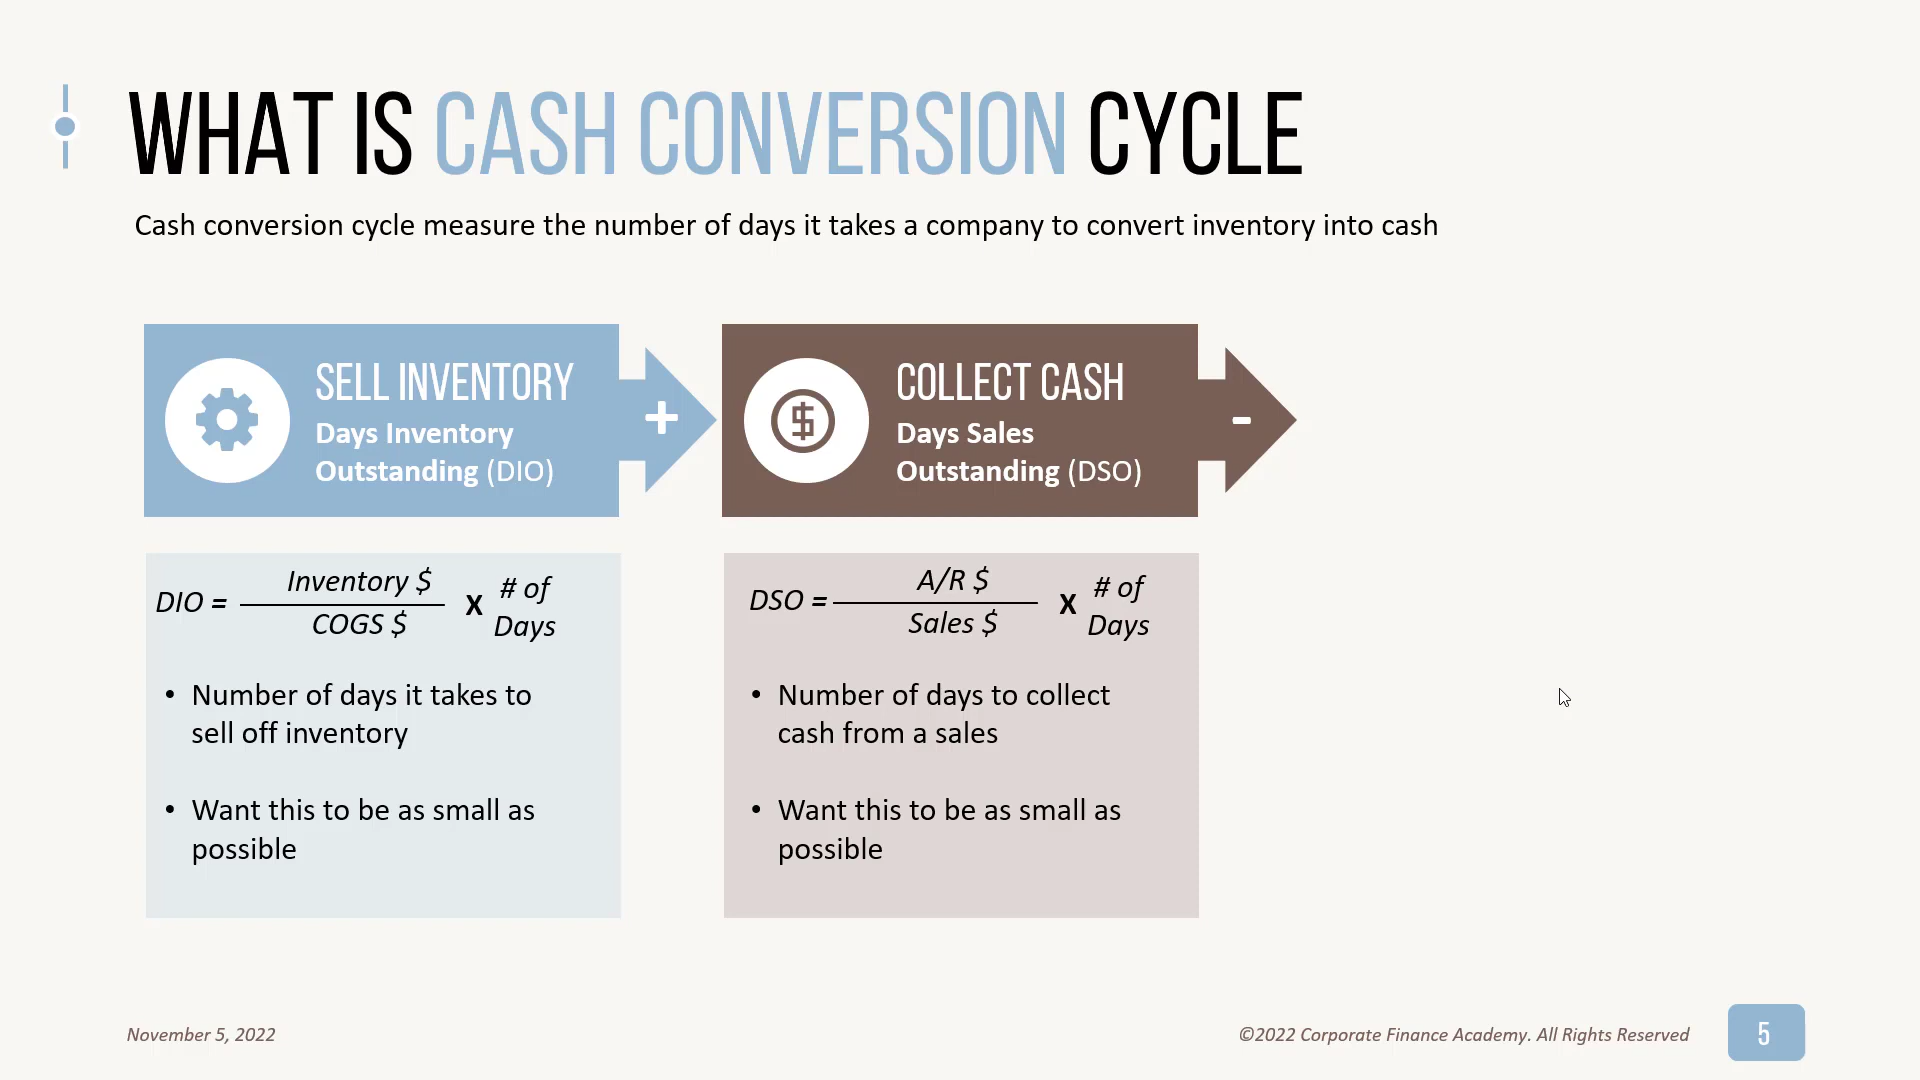 WHAT IS CASH CONVERSION CYCLE
Cash conversion cycle measure the number of days it takes a company to convert inventory into cash
SELL INVENTORY
Days Inventory
Outstanding (DIO)
+
COLLECT CASH
Days Sales
Outstanding (DSO)
-
DIO = Inventory $ / COGS $ X # of Days
• Number of days it takes to
sell off inventory
• Want this to be as small as
possible
DSO = A/R $ / Sales $ X # of Days
• Number of days to collect
cash from a sales
• Want this to be as small as
possible
November 5, 2022
©2022 Corporate Finance Academy. All Rights Reserved
5